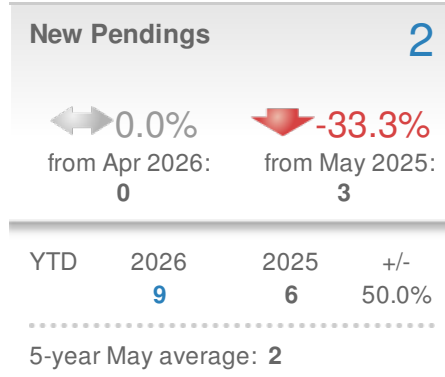 New Pendings 2
0.0% -33.3%
from Apr 2026: from May 2025:
0 3
YTD 2026 2025 +/-
9 6 50.0%
5-year May average: 2